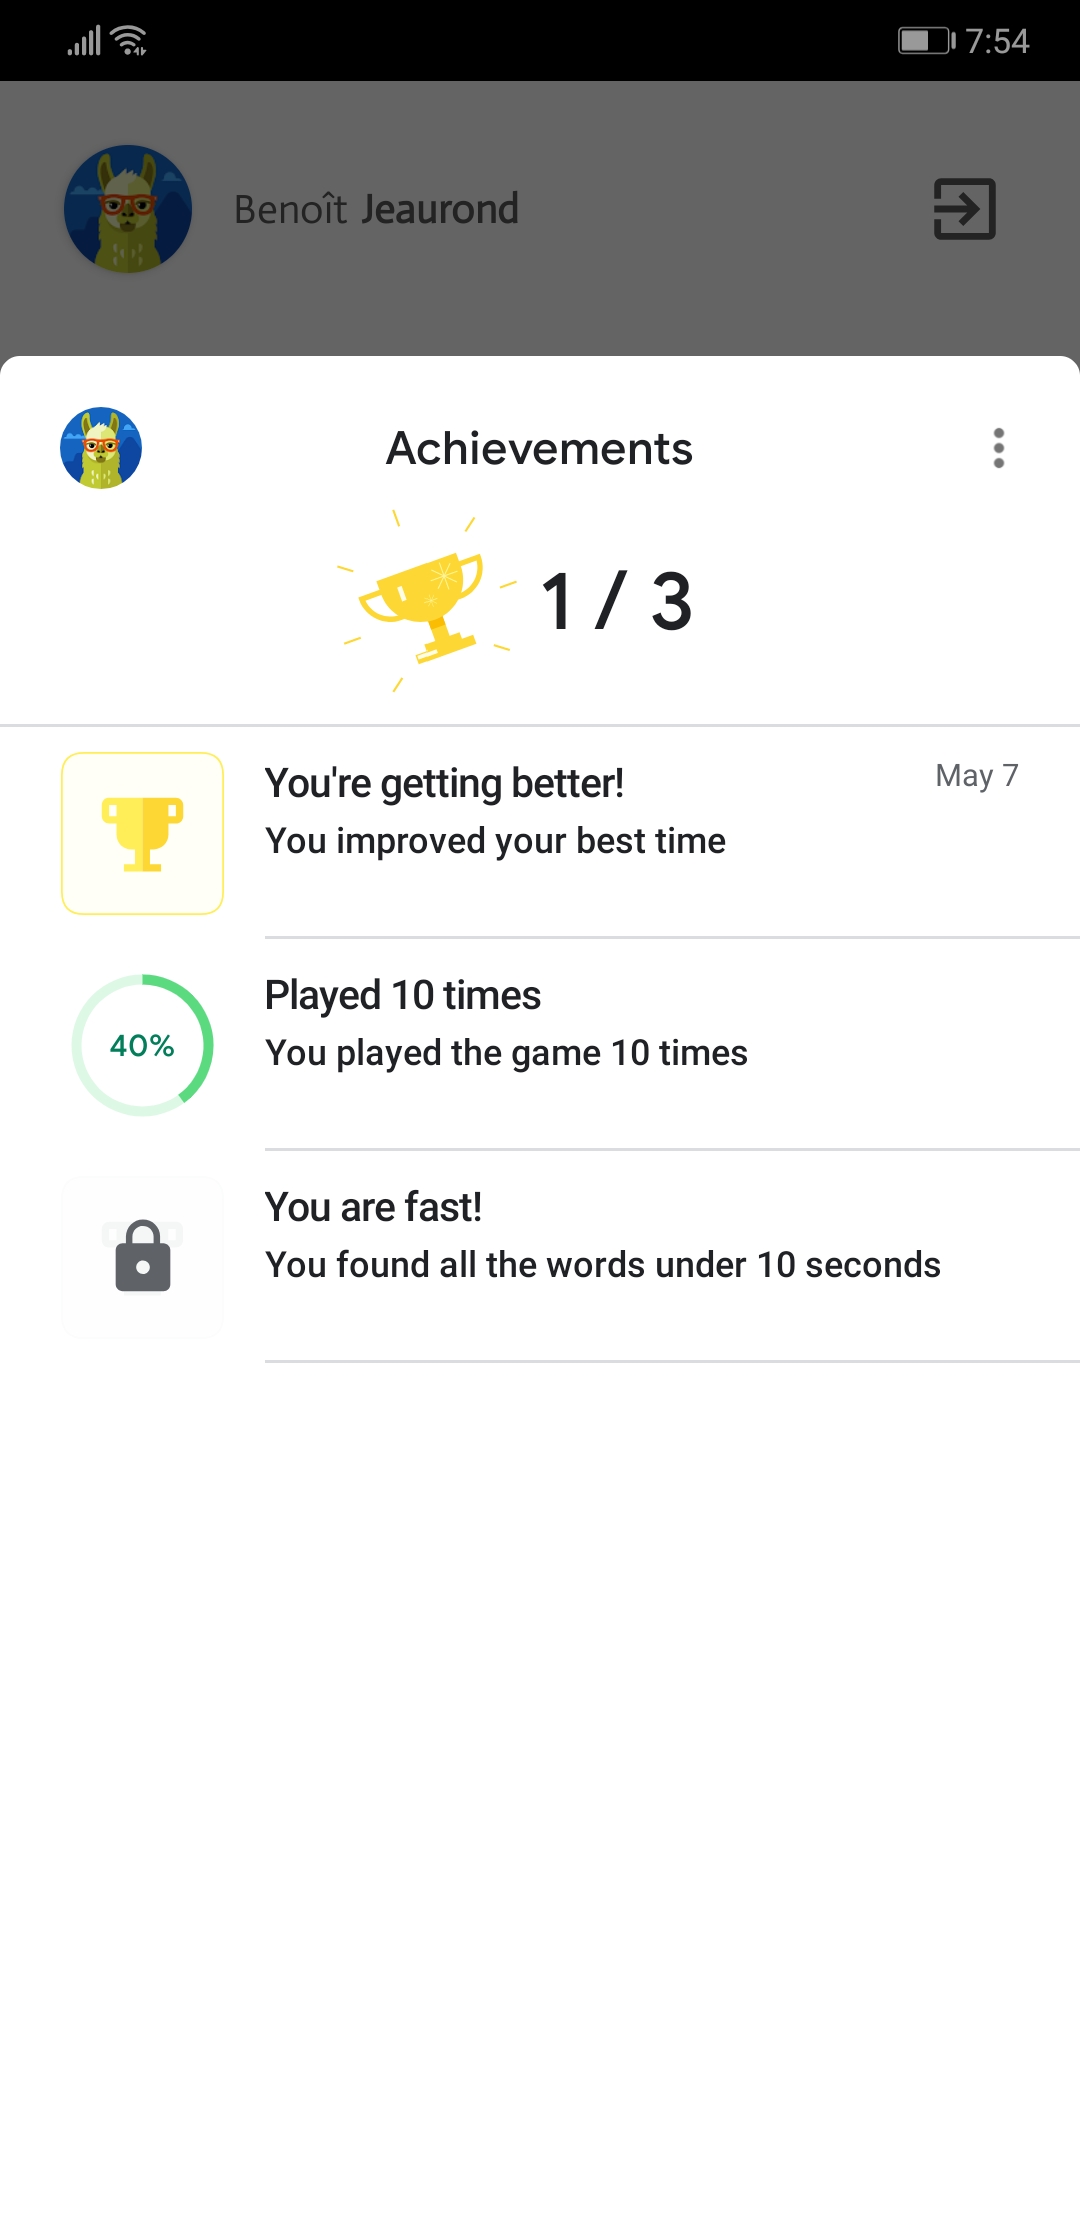 7:54
Benoît Jeaurond
Achievements
1 / 3
You're getting better!
May 7
You improved your best time
40%
Played 10 times
You played the game 10 times
You are fast!
You found all the words under 10 seconds